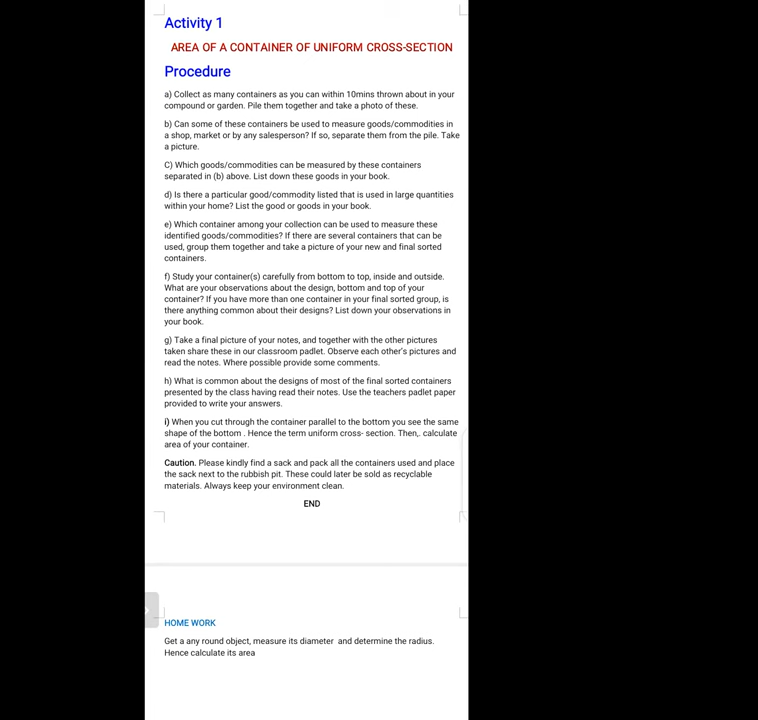 Activity 1
AREA OF A CONTAINER OF UNIFORM CROSS-SECTION
Procedure
a) Collect as many containers as you can within 10mins thrown about in your
compound or garden. Pile them together and take a photo of these.
b) Can some of these containers be used to measure goods/commodities in
a shop, market or by any salesperson? If so, separate them from the pile. Take
a picture.
C) Which goods/commodities can be measured by these containers
separated in (b) above. List down these goods in your book.
d) Is there a particular good/commodity listed that is used in large quantities
within your home? List the good or goods in your book.
e) Which container among your collection can be used to measure these
identified goods/commodities? If there are several containers that can be
used, group them together and take a picture of your new and final sorted
containers.
f) Study your container(s) carefully from bottom to top, inside and outside.
What are your observations about the design, bottom and top of your
container? If you have more than one container in your final sorted group, is
there anything common about their designs? List down your observations in
your book.
g) Take a final picture of your notes, and together with the other pictures
taken share these in our classroom padlet. Observe each other's pictures and
read the notes. Where possible provide some comments.
h) What is common about the designs of most of the final sorted containers
presented by the class having read their notes. Use the teachers padlet paper
provided to write your answers.
i) When you cut through the container parallel to the bottom you see the same
shape of the bottom . Hence the term uniform cross- section. Then,. calculate
area of your container.
Caution. Please kindly find a sack and pack all the containers used and place
the sack next to the rubbish pit. These could later be sold as recyclable
materials. Always keep your environment clean.
END
HOME WORK
Get a any round object, measure its diameter and determine the radius.
Hence calculate its area